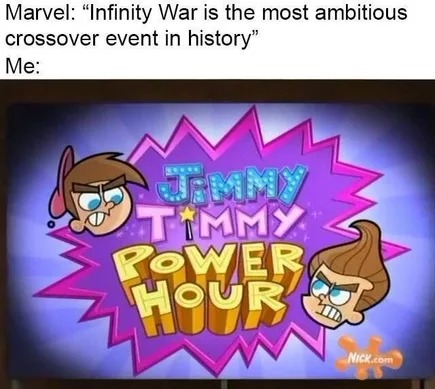 Marvel: “Infinity War is the most ambitious
crossover event in history”
Me:
JIMMY
TIMMY
POWER
HOUR
NICK.com